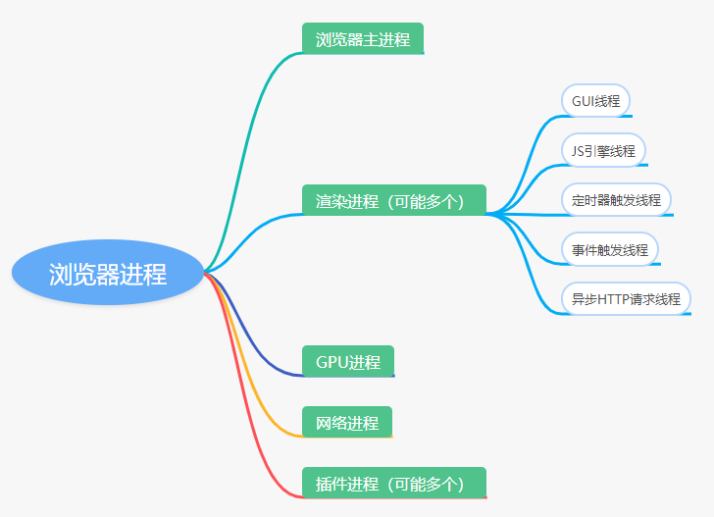 浏览器进程
浏览器主进程
渲染进程（可能多个）
GUI线程
JS引擎线程
定时器触发线程
事件触发线程
异步HTTP请求线程
GPU进程
网络进程
插件进程（可能多个）